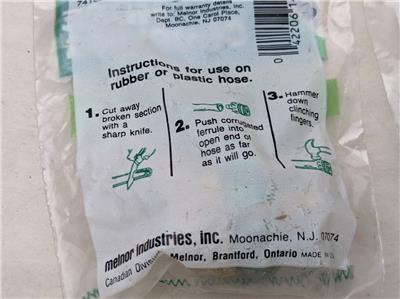 For full warranty details
write to: Melnor Industries, Inc.
Dept. BC, One Carol Place,
Moonachie, NJ 07074
0 42206 1
Instructions for use on
rubber or plastic hose.
1. Cut away
broken section
with a
sharp knife.
2. Push corrugated
ferrule into
open end of
hose as far
as it will go.
3. Hammer
down
clinching
fingers.
melnor industries, inc. Moonachie, N.J. 07074
Canadian Division Melnor, Brantford, Ontario MADE IN